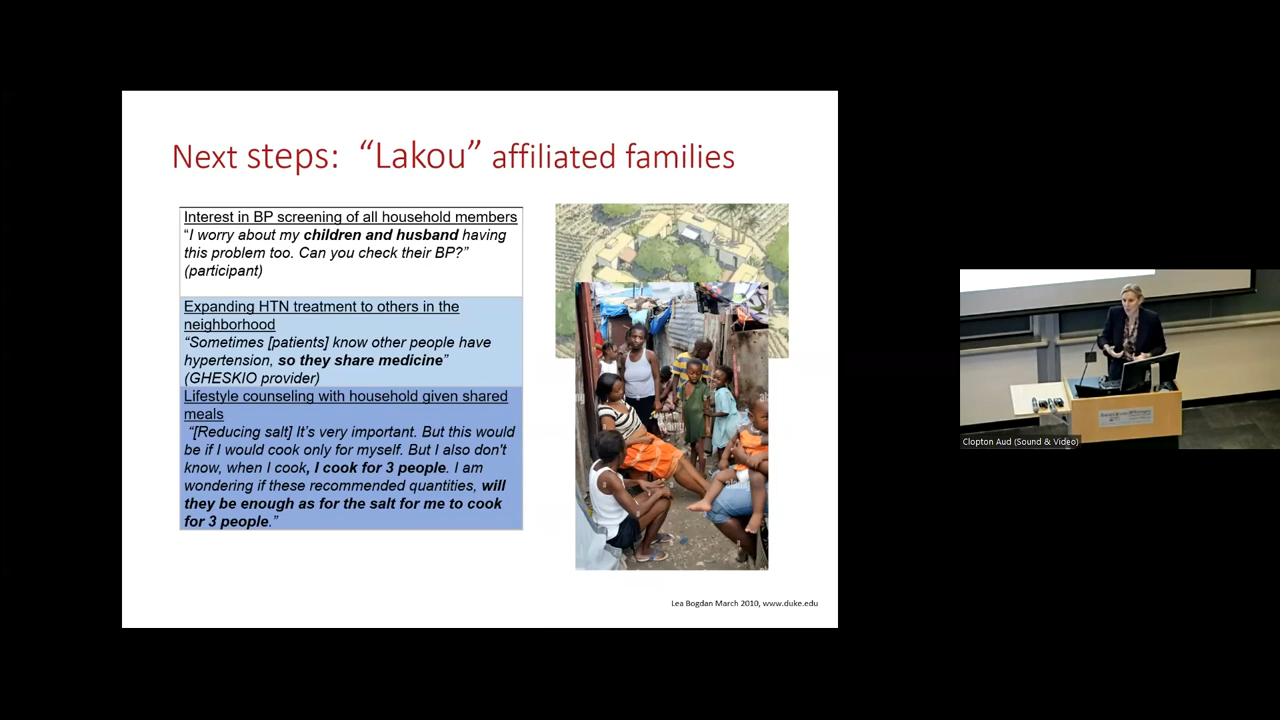 Next steps: “Lakou” affiliated families
Interest in BP screening of all household members
“I worry about my children and husband having
this problem too. Can you check their BP?”
(participant)
Expanding HTN treatment to others in the
neighborhood
“Sometimes [patients] know other people have
hypertension, so they share medicine”
(GHESKIO provider)
Lifestyle counseling with household given shared
meals
“[Reducing salt] It’s very important. But this would
be if I would cook only for myself. But I also don't
know, when I cook, I cook for 3 people. I am
wondering if these recommended quantities, will
they be enough as for the salt for me to cook
for 3 people.”
Lea Bogdan March 2010, www.duke.edu
Clopton Aud (Sound & Video)